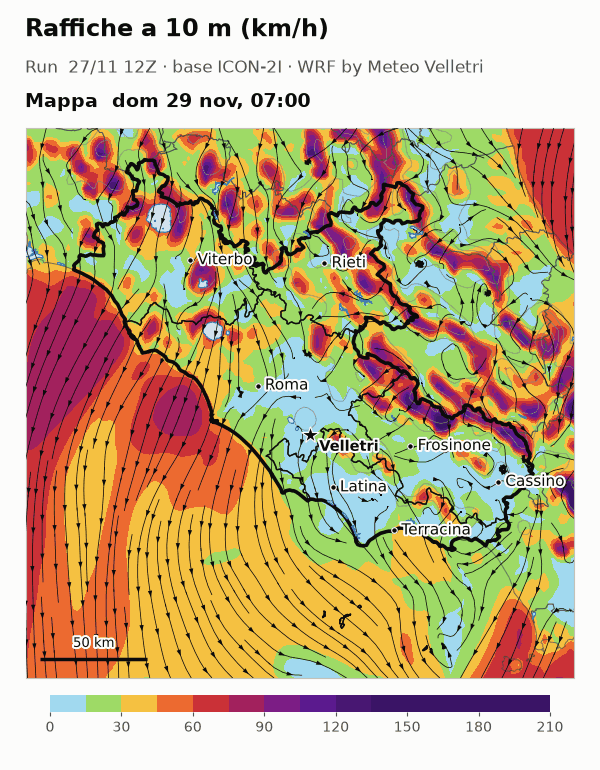 Raffiche a 10 m (km/h)
Run  27/11 12Z · base ICON-2I · WRF by Meteo Velletri
Mappa  dom 29 nov, 07:00
Viterbo
Rieti
Roma
Velletri
Frosinone
Cassino
Latina
Terracina
50 km
0 30 60 90 120 150 180 210